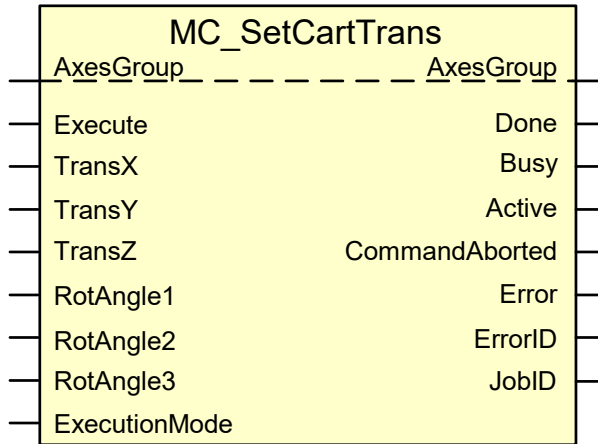 MC_SetCartTrans
AxesGroup AxesGroup
Execute Done
TransX Busy
TransY Active
TransZ CommandAborted
RotAngle1 Error
RotAngle2 ErrorID
RotAngle3 JobID
ExecutionMode